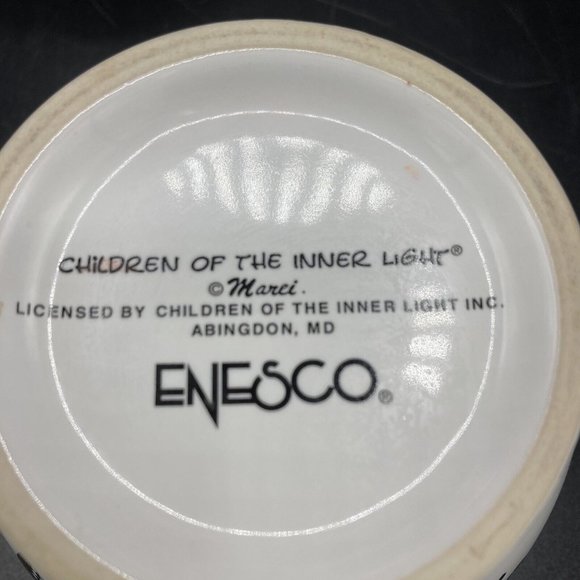 CHILDREN OF THE INNER LIGHT®
© Marci.
LICENSED BY CHILDREN OF THE INNER LIGHT INC.
ABINGDON, MD
ENESCO®